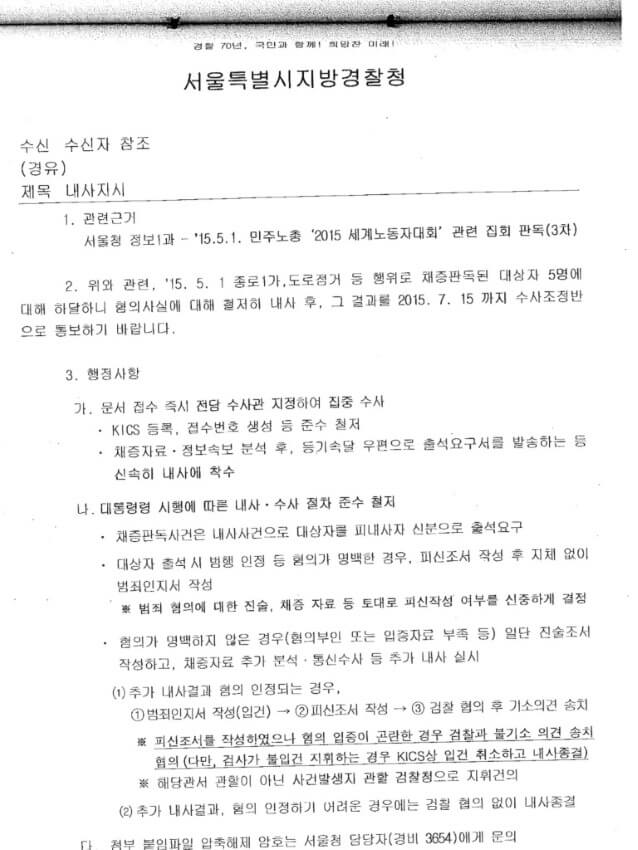 경찰 70년, 국민과 함께! 희망찬 미래!
서울특별시지방경찰청
수신 수신자 참조
(경유)
제목 내사지시
1. 관련근거
서울청 정보1과 - '15.5.1. 민주노총 '2015 세계노동자대회' 관련 집회 판독(3차)
2. 위와 관련, '15. 5. 1 종로1가,도로점거 등 행위로 채증판독된 대상자 5명에
대해 하달하니 혐의사실에 대해 철저히 내사 후, 그 결과를 2015. 7. 15 까지 수사조정반
으로 통보하기 바랍니다.
3. 행정사항
가. 문서 접수 즉시 전담 수사관 지정하여 집중 수사
· KICS 등록, 접수번호 생성 등 준수 철저
· 채증자료·정보속보 분석 후, 등기속달 우편으로 출석요구서를 발송하는 등
신속히 내사에 착수
나. 대통령령 시행에 따른 내사·수사 절차 준수 철저
· 채증판독사건은 내사사건으로 대상자를 피내사자 신분으로 출석요구
· 대상자 출석시 범행 인정 등 혐의가 명백한 경우, 피신조서 작성 후 지체 없이
범죄인지서 작성
※ 범죄 혐의에 대한 진술, 채증 자료 등 토대로 피신작성 여부를 신중하게 결정
· 혐의가 명백하지 않은 경우(혐의부인 또는 입증자료 부족 등) 일단 진술조서
작성하고, 채증자료 추가 분석·통신수사 등 추가 내사 실시
(1)추가 내사결과 혐의 인정되는 경우,
①범죄인지서 작성(입건) → ②피신조서 작성 → ③ 검찰 협의 후 기소의견 송치
※ 피신조서를 작성하였으나 혐의 입증이 곤란한 경우 검찰과 불기소 의견 송치
협의(다만, 검사가 불입건 지휘하는 경우 KICS상 입건 취소하고 내사종결)
※ 해당관서 관할이 아닌 사건발생지 관할 검찰청으로 지휘건의
(2)추가 내사결과, 혐의 인정하기 어려운 경우에는 검찰 협의 없이 내사종결
다. 첨부 붙임파일 압축해제 암호는 서울청 담당자(경비 3654)에게 문의